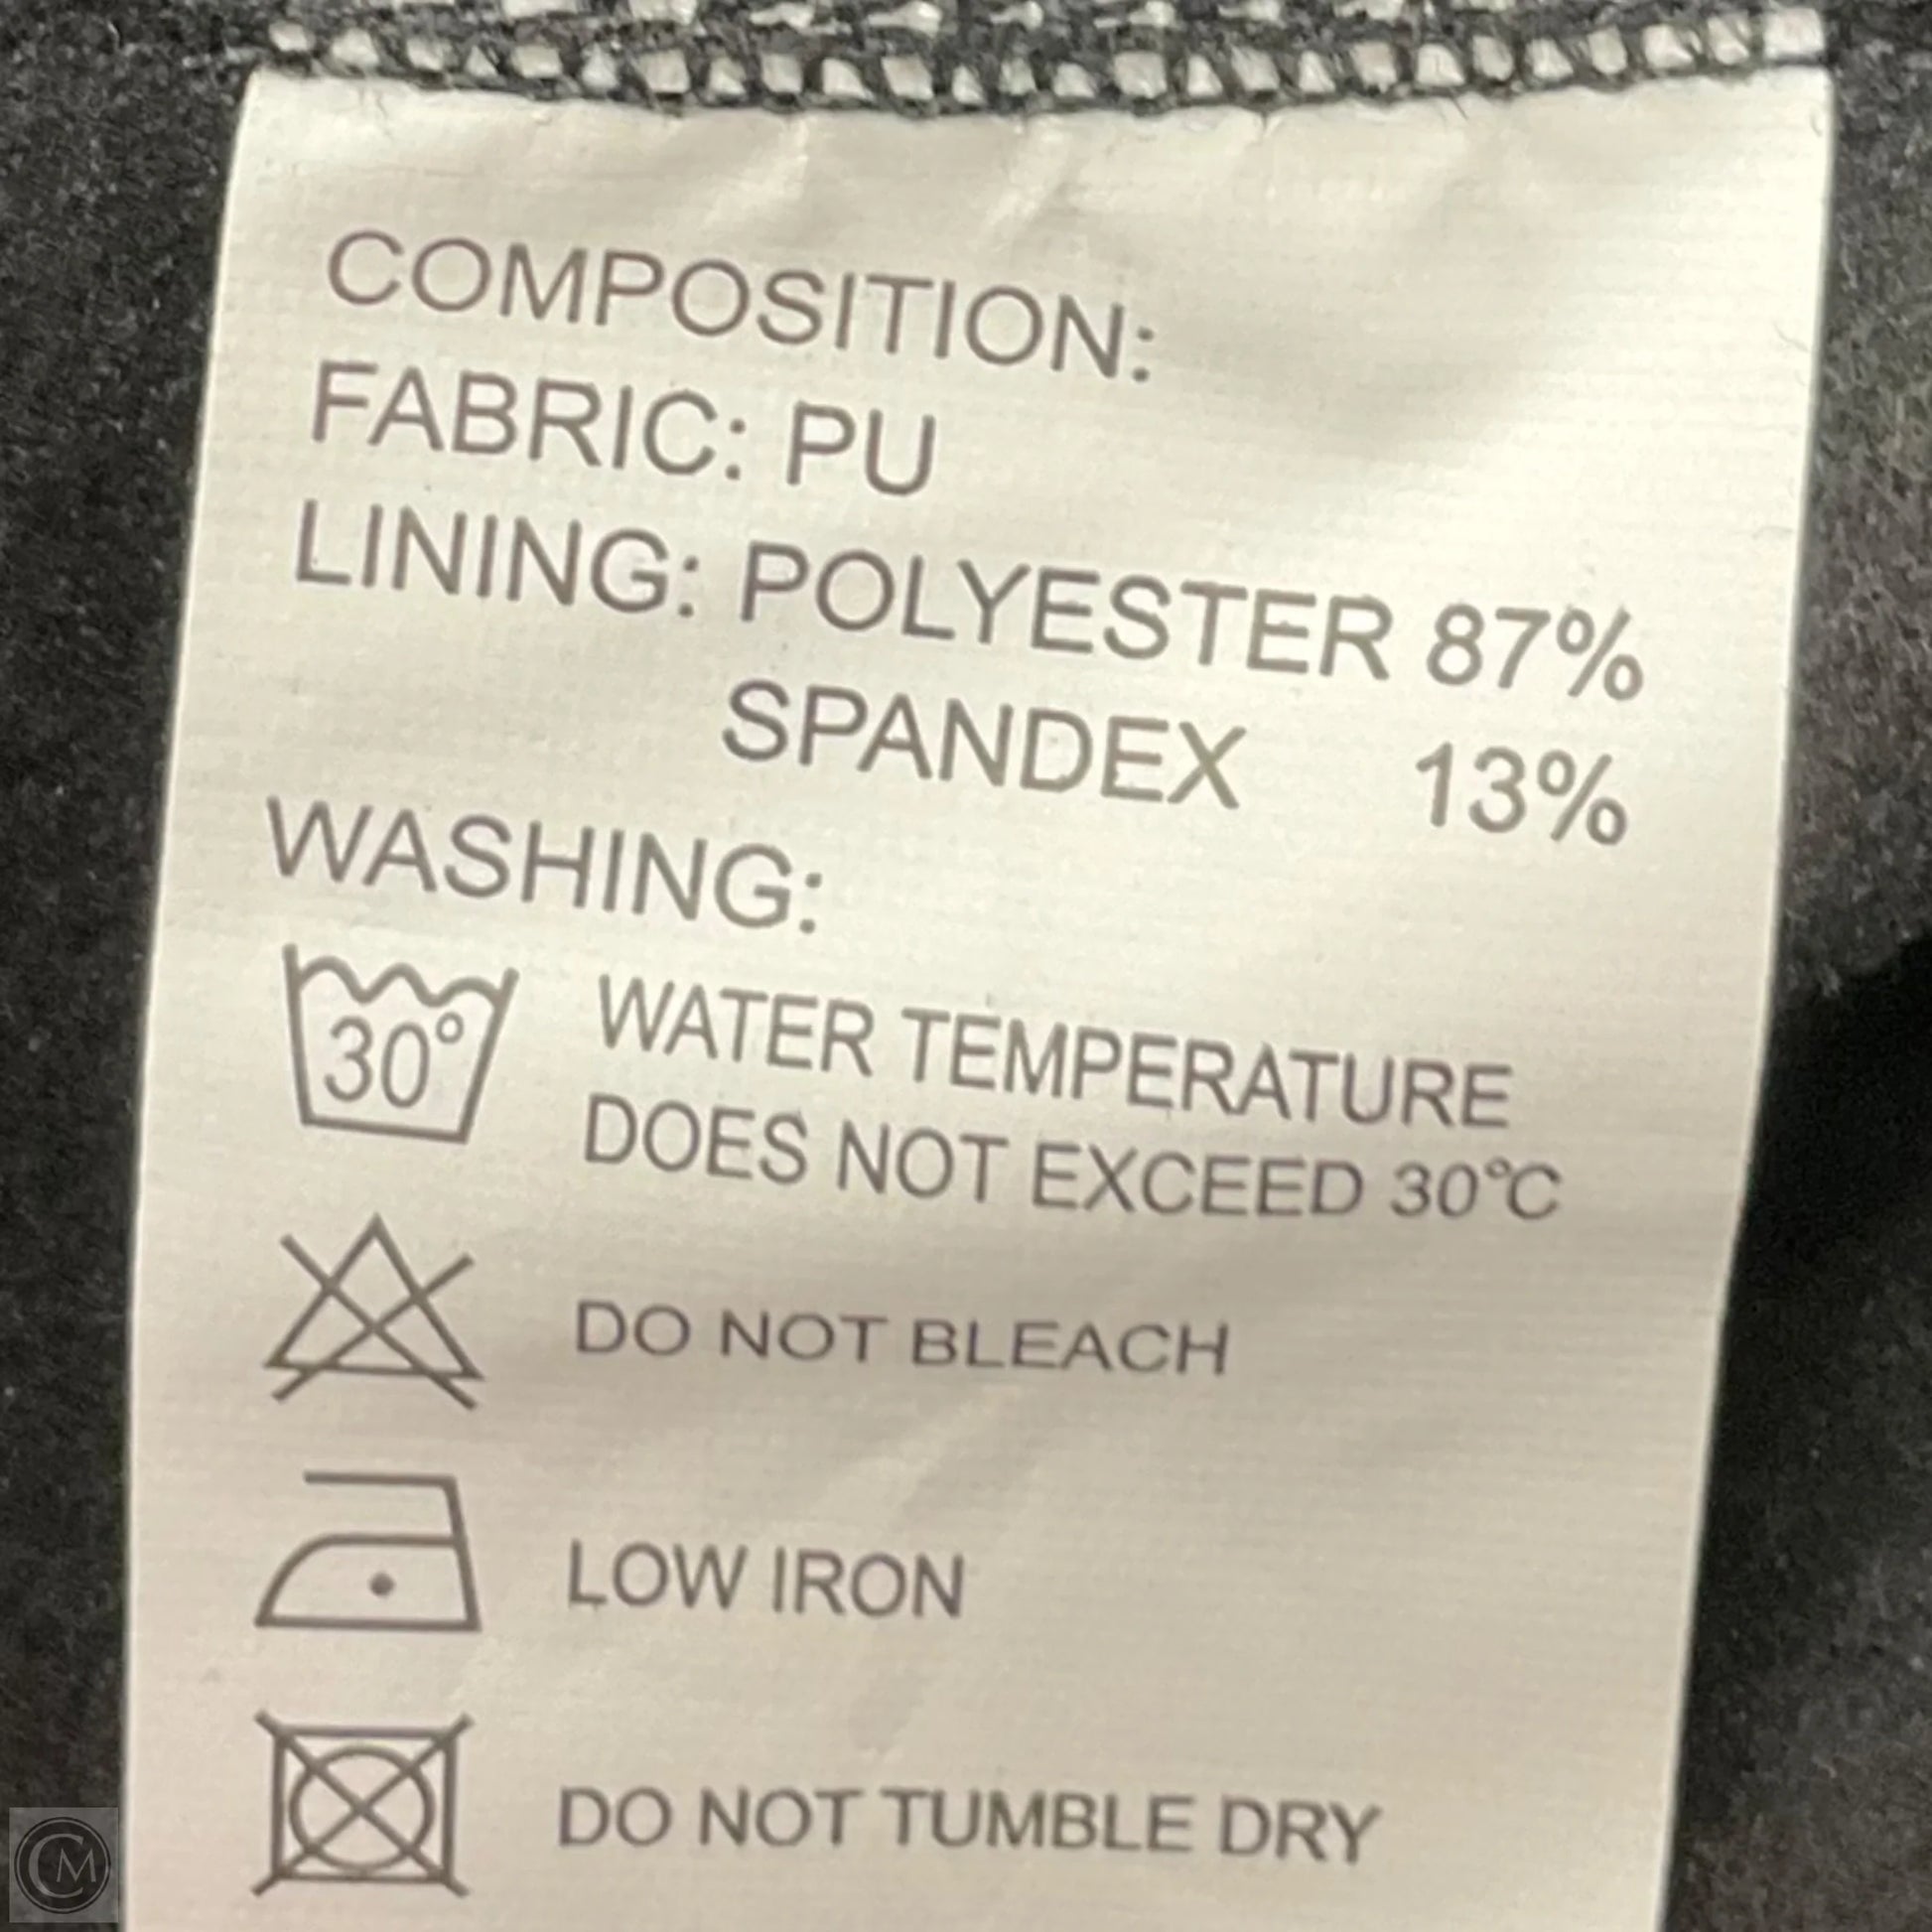 COMPOSITION:
FABRIC: PU
LINING: POLYESTER 87%
SPANDEX 13%
WASHING:
30° WATER TEMPERATURE
DOES NOT EXCEED 30°C
DO NOT BLEACH
LOW IRON
DO NOT TUMBLE DRY
CM